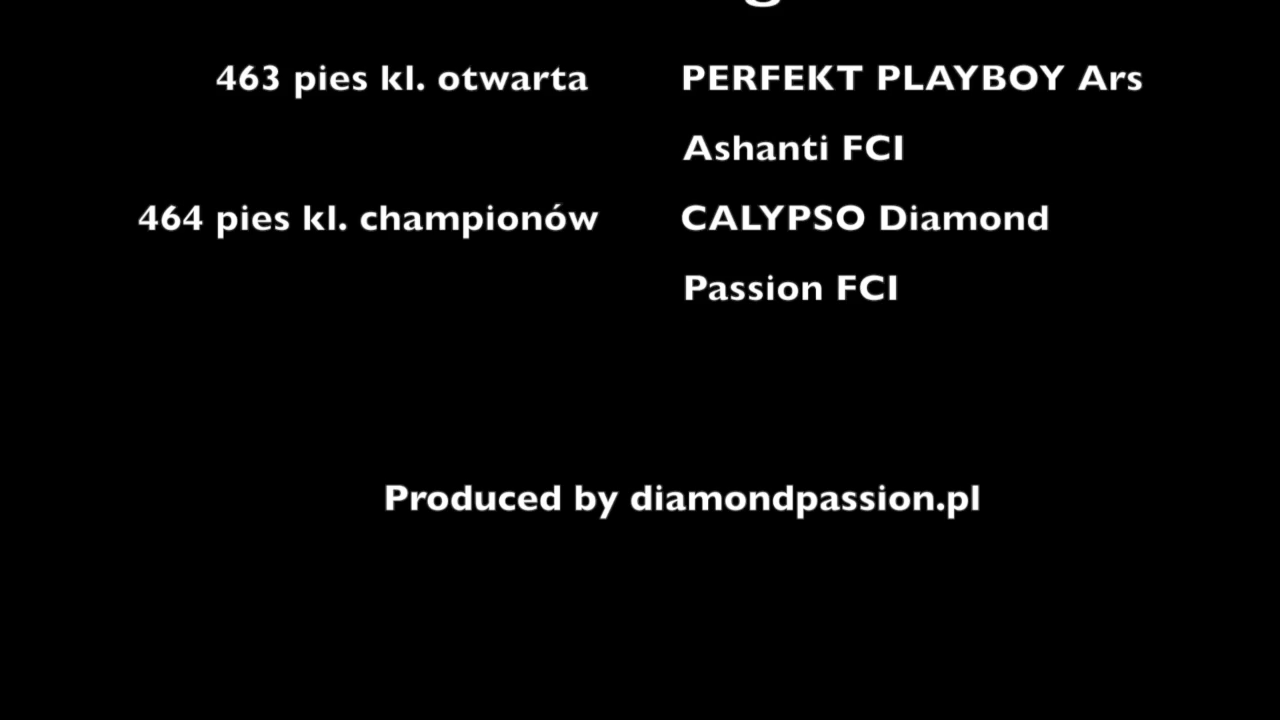 463 pies kl. otwarta PERFEKT PLAYBOY Ars
Ashanti FCI
464 pies kl. championów CALYPSO Diamond
Passion FCI
Produced by diamondpassion.pl